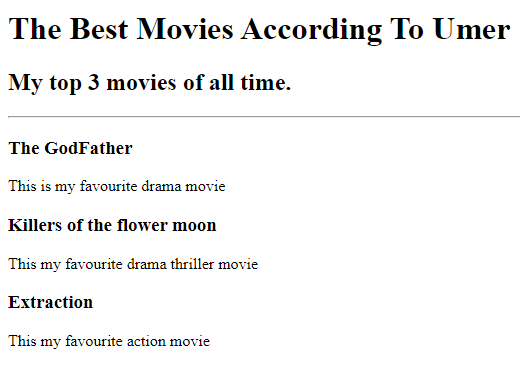 The Best Movies According To Umer
My top 3 movies of all time.
The GodFather
This is my favourite drama movie
Killers of the flower moon
This my favourite drama thriller movie
Extraction
This my favourite action movie